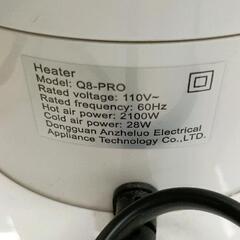 Heater
Model: Q8-PRO
Rated voltage: 110V~
Rated frequency: 60Hz
Hot air power: 2100W
Cold air power: 28W
Dongguan Anzheluo Electrical
Appliance Technology Co.,LTD.